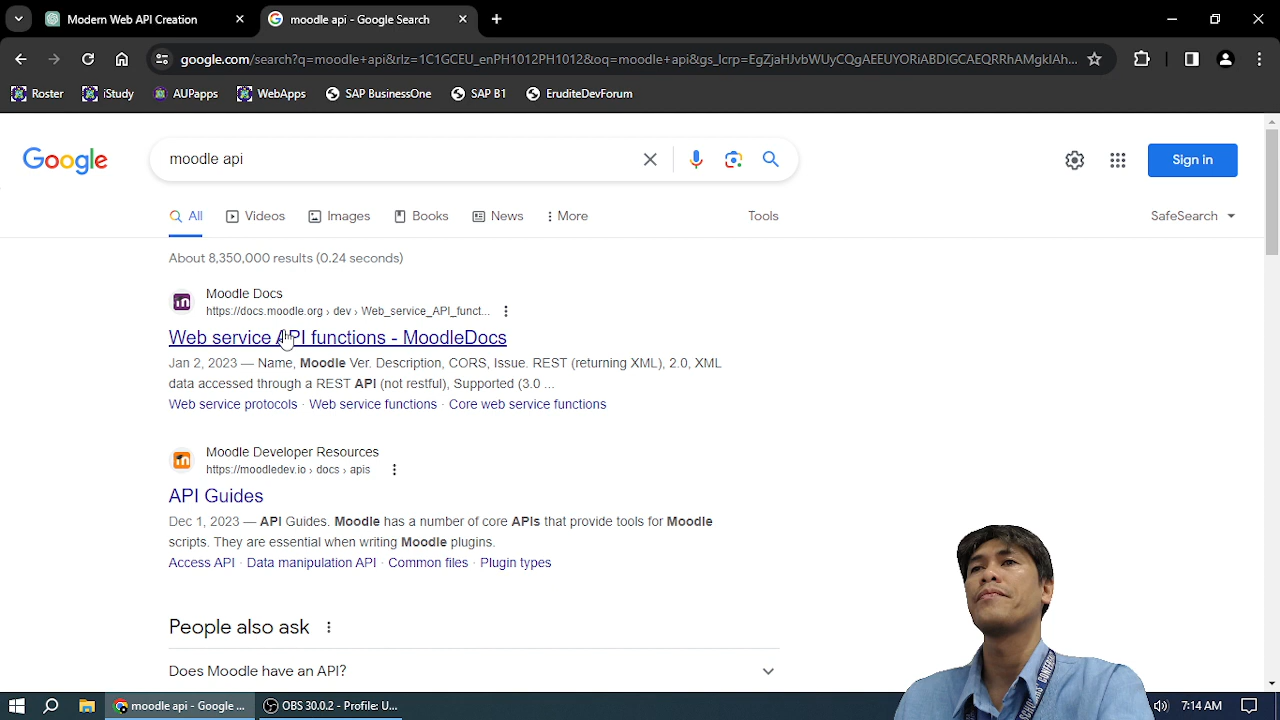 Modern Web API Creation
moodle api - Google Search
google.com/search?q=moodle+api&rlz=1C1GCEU_enPH1012PH1012&oq=moodle+api&gs_lcrp=EgZjaHJvbWUyCQgAEEUYORiABDIGCAEQRRhAMgkIAh...
Roster
iStudy
AUPapps
WebApps
SAP BusinessOne
SAP B1
EruditeDevForum
Google
moodle api
Sign in
All
Videos
Images
Books
News
More
Tools
SafeSearch
About 8,350,000 results (0.24 seconds)
Moodle Docs
https://docs.moodle.org › dev › Web_service_API_funct...
Web service API functions - MoodleDocs
Jan 2, 2023 — Name, Moodle Ver. Description, CORS, Issue. REST (returning XML), 2.0, XML
data accessed through a REST API (not restful), Supported (3.0 ...
Web service protocols · Web service functions · Core web service functions
Moodle Developer Resources
https://moodledev.io › docs › apis
API Guides
Dec 1, 2023 — API Guides. Moodle has a number of core APIs that provide tools for Moodle
scripts. They are essential when writing Moodle plugins.
Access API · Data manipulation API · Common files · Plugin types
People also ask
Does Moodle have an API?
moodle api - Google ...
OBS 30.0.2 - Profile: U...
7:14 AM